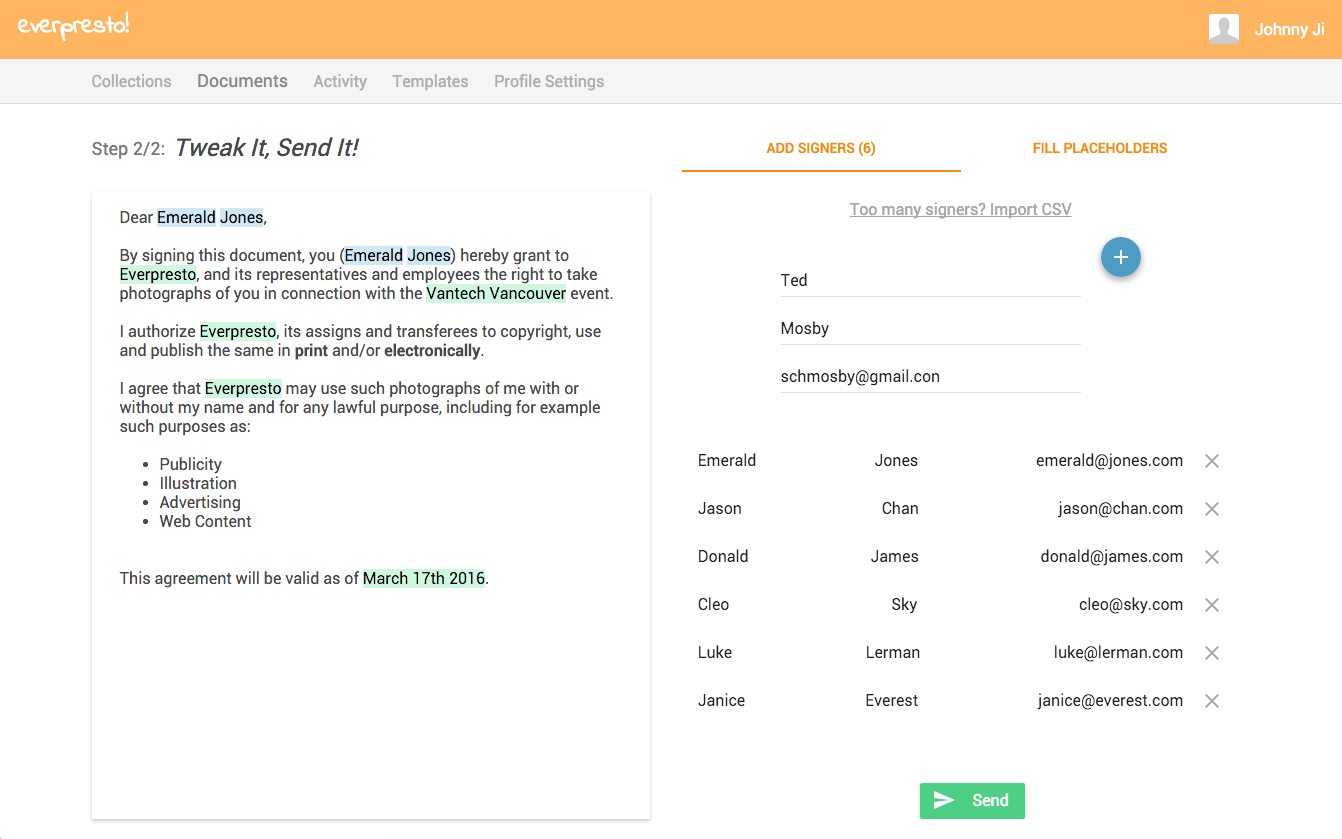 everpresto!
Johnny Ji
Collections Documents Activity Templates Profile Settings
Step 2/2: Tweak It, Send It!
Dear Emerald Jones,
By signing this document, you (Emerald Jones) hereby grant to
Everpresto, and its representatives and employees the right to take
photographs of you in connection with the Vantech Vancouver event.
I authorize Everpresto, its assigns and transferees to copyright, use
and publish the same in print and/or electronically.
I agree that Everpresto may use such photographs of me with or
without my name and for any lawful purpose, including for example
such purposes as:
• Publicity
• Illustration
• Advertising
• Web Content
This agreement will be valid as of March 17th 2016.
ADD SIGNERS (6) FILL PLACEHOLDERS
Too many signers? Import CSV
Ted
Mosby
schmosby@gmail.con
Emerald Jones emerald@jones.com
Jason Chan jason@chan.com
Donald James donald@james.com
Cleo Sky cleo@sky.com
Luke Lerman luke@lerman.com
Janice Everest janice@everest.com
Send